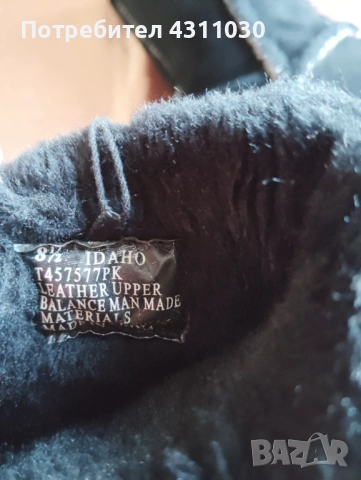 Потребител 4311030
8½ IDAHO
T457577PK
LEATHER UPPER
BALANCE MAN MADE
MATERIALS
BAZAR